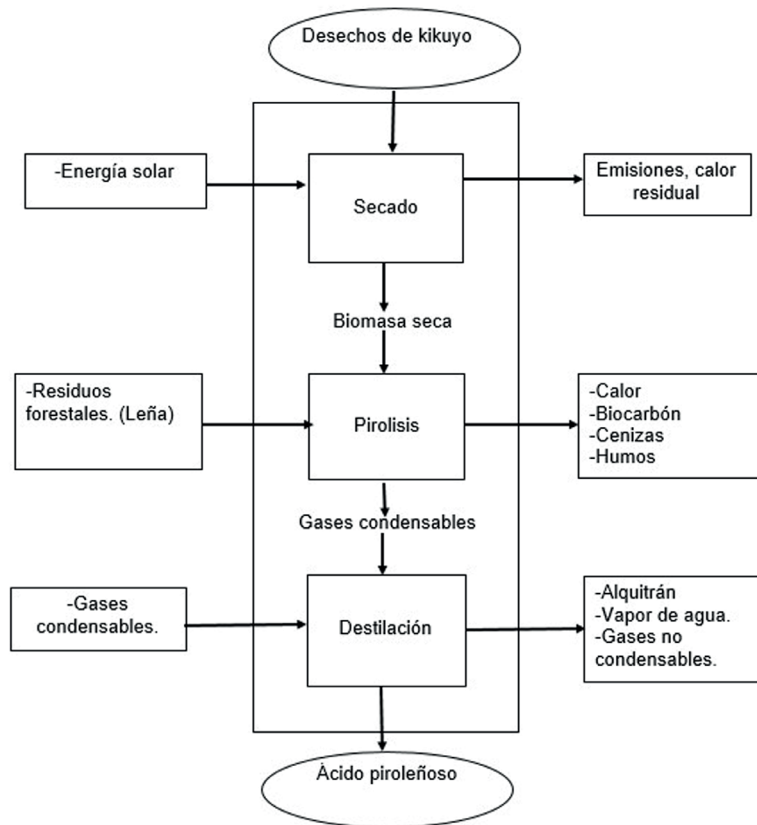 Desechos de kikuyo
-Energía solar
Secado
Emisiones, calor
residual
Biomasa seca
-Residuos
forestales. (Leña)
Pirolisis
-Calor
-Biocarbón
-Cenizas
-Humos
Gases condensables
-Gases
condensables.
Destilación
-Alquitrán
-Vapor de agua.
-Gases no
condensables.
Àcido piroleñoso